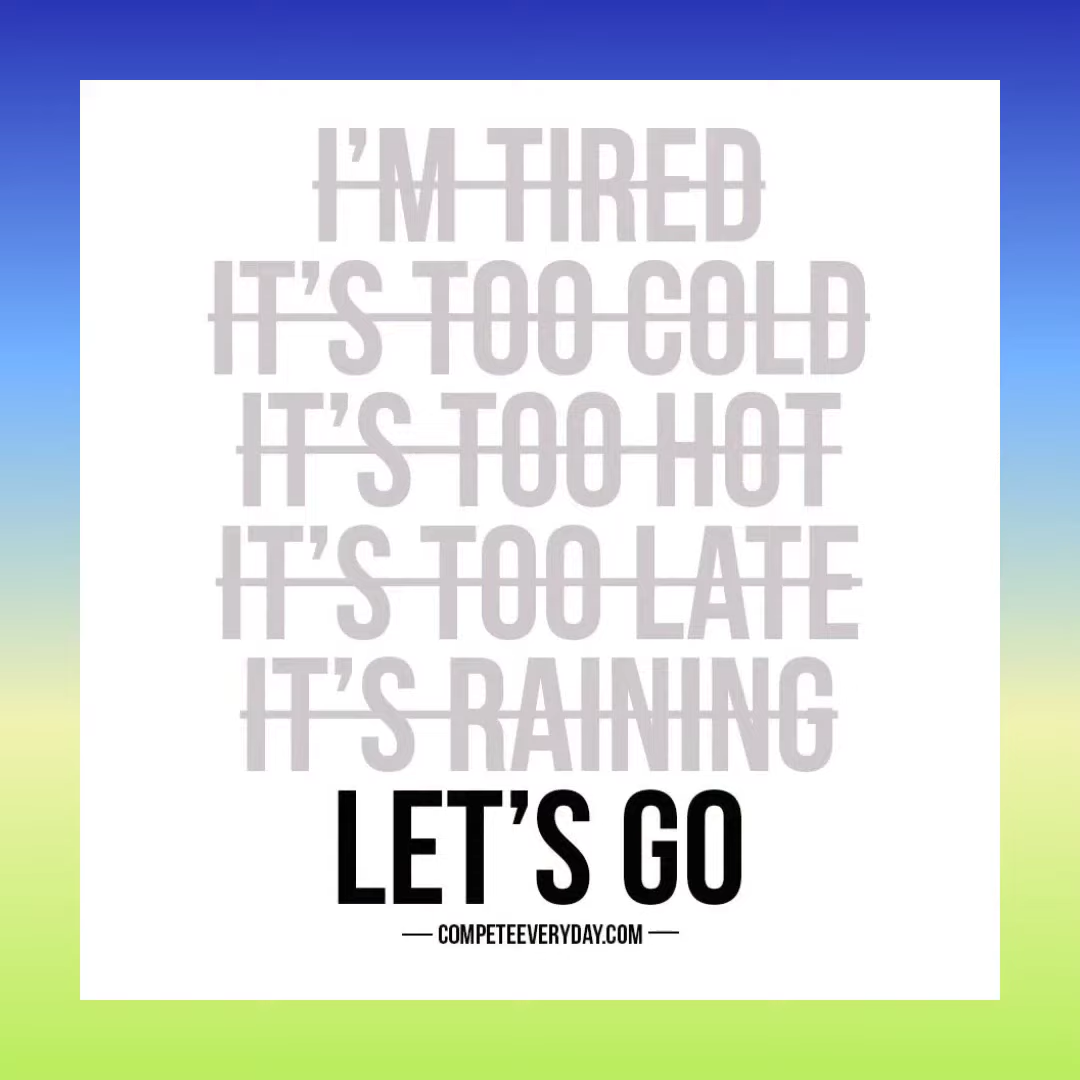 I'M TIRED
IT'S TOO COLD
IT'S TOO HOT
IT'S TOO LATE
IT'S RAINING
LET'S GO
— COMPETEEVERYDAY.COM —